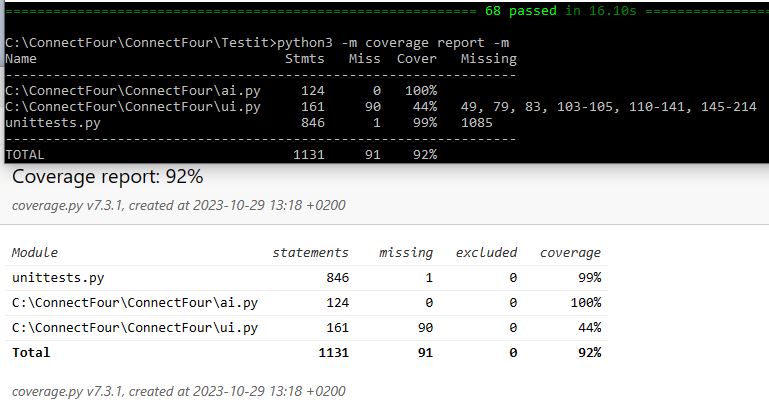 ============================================================ 68 passed in 16.10s ================
C:\ConnectFour\ConnectFour\Testit>python3 -m coverage report -m
Name                              Stmts   Miss  Cover   Missing
-----------------------------------------------------------------
C:\ConnectFour\ConnectFour\ai.py     124      0   100%
C:\ConnectFour\ConnectFour\ui.py     161     90    44%   49, 79, 83, 103-105, 110-141, 145-214
unittests.py                         846      1    99%   1085
-----------------------------------------------------------------
TOTAL                               1131     91    92%
Coverage report: 92%
coverage.py v7.3.1, created at 2023-10-29 13:18 +0200
Module statements missing excluded coverage
unittests.py 846 1 0 99%
C:\ConnectFour\ConnectFour\ai.py 124 0 0 100%
C:\ConnectFour\ConnectFour\ui.py 161 90 0 44%
Total 1131 91 0 92%
coverage.py v7.3.1, created at 2023-10-29 13:18 +0200